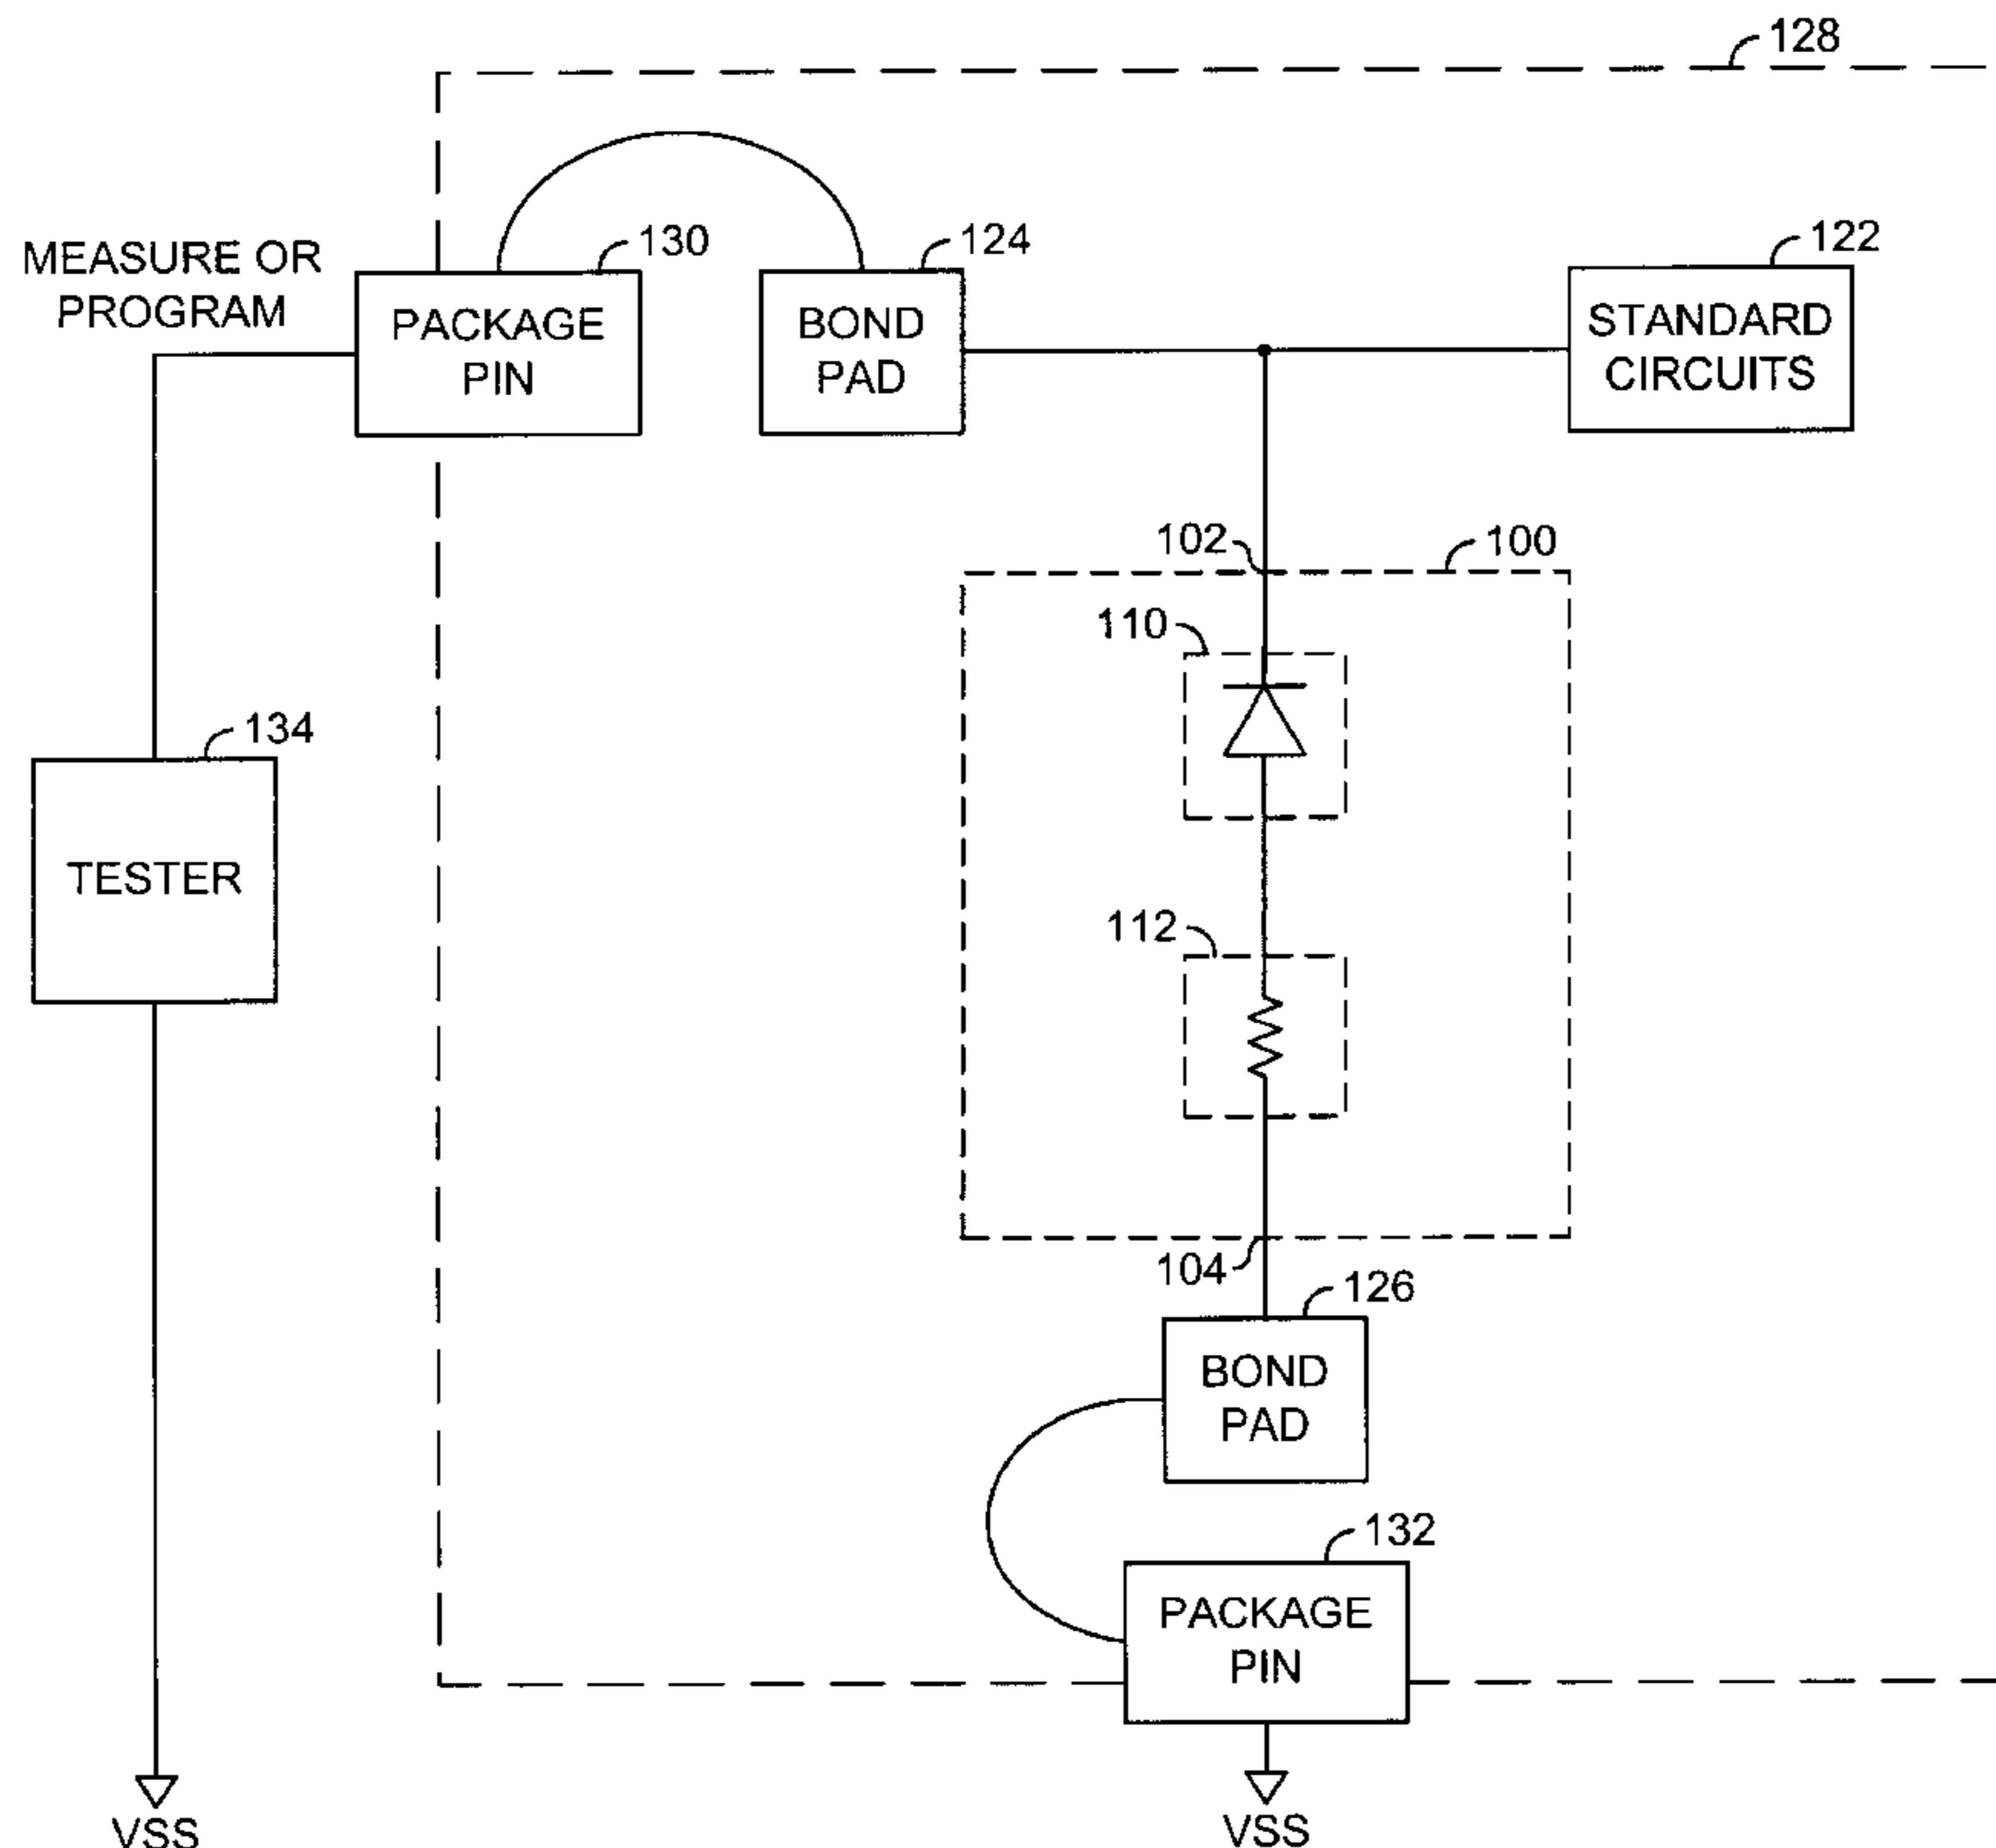 128
MEASURE OR
PROGRAM
130
PACKAGE
PIN
124
BOND
PAD
122
STANDARD
CIRCUITS
102
100
110
134
TESTER
112
104
126
BOND
PAD
132
PACKAGE
PIN
VSS
VSS